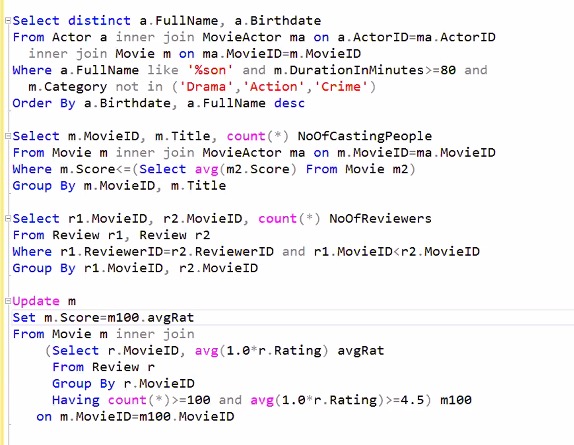 Select distinct a.FullName, a.Birthdate
From Actor a inner join MovieActor ma on a.ActorID=ma.ActorID
inner join Movie m on ma.MovieID=m.MovieID
Where a.FullName like '%son' and m.DurationInMinutes>=80 and
m.Category not in ('Drama','Action','Crime')
Order By a.Birthdate, a.FullName desc
Select m.MovieID, m.Title, count(*) NoOfCastingPeople
From Movie m inner join MovieActor ma on m.MovieID=ma.MovieID
Where m.Score<=(Select avg(m2.Score) From Movie m2)
Group By m.MovieID, m.Title
Select r1.MovieID, r2.MovieID, count(*) NoOfReviewers
From Review r1, Review r2
Where r1.ReviewerID=r2.ReviewerID and r1.MovieID<r2.MovieID
Group By r1.MovieID, r2.MovieID
Update m
Set m.Score=m100.avgRat
From Movie m inner join
(Select r.MovieID, avg(1.0*r.Rating) avgRat
From Review r
Group By r.MovieID
Having count(*)>=100 and avg(1.0*r.Rating)>=4.5) m100
on m.MovieID=m100.MovieID